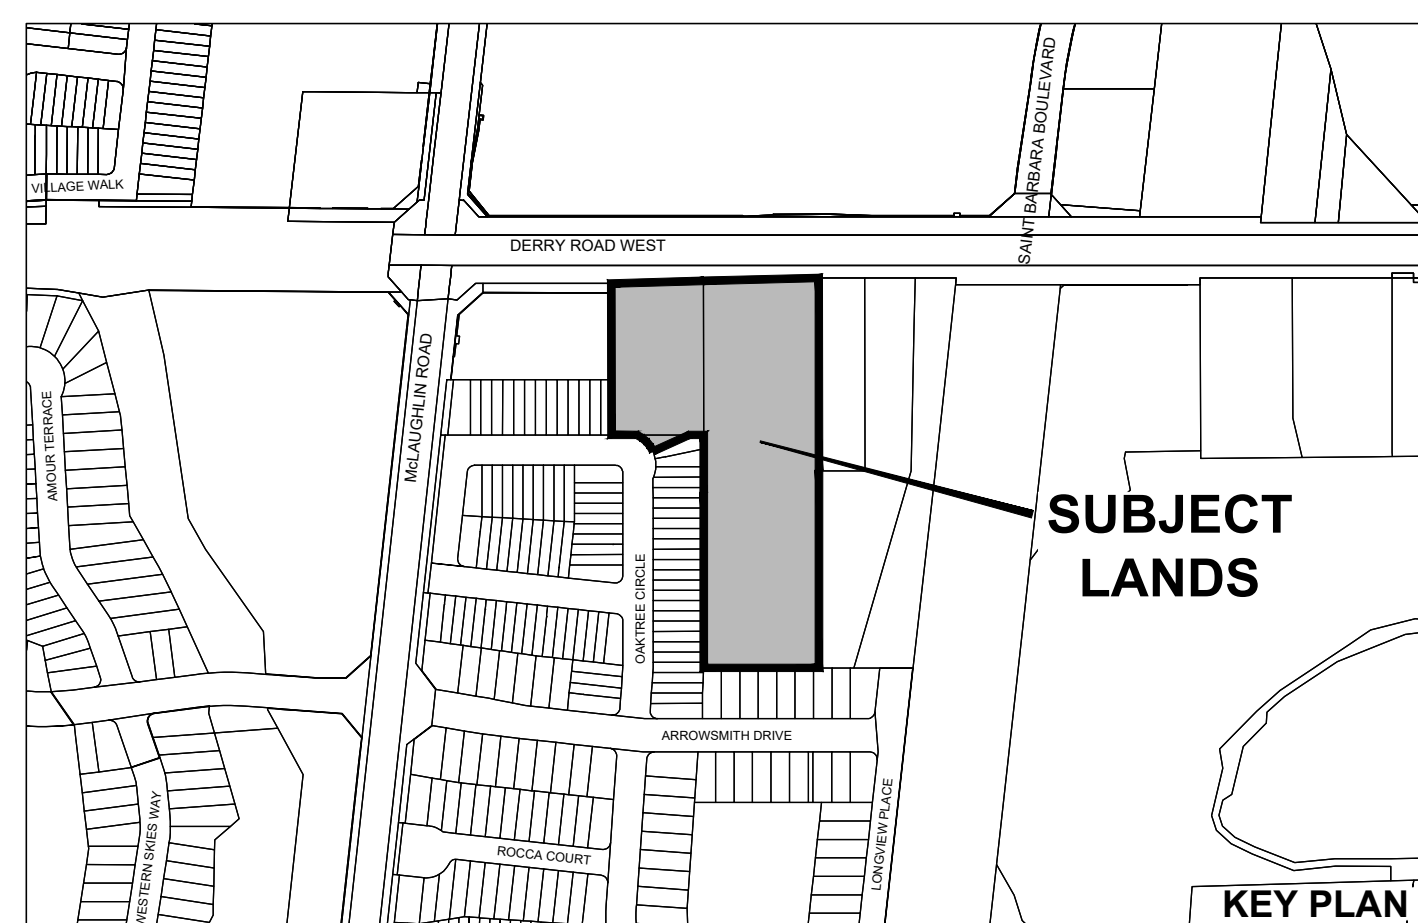 SAINT BARBARA BOULEVARD
VILLAGE WALK
DERRY ROAD WEST
McLAUGHLIN ROAD
AMOUR TERRACE
SUBJECT
LANDS
OAKTREE CIRCLE
ARROWSMITH DRIVE
WESTERN SKIES WAY
LONGVIEW PLACE
ROCCA COURT
KEY PLAN